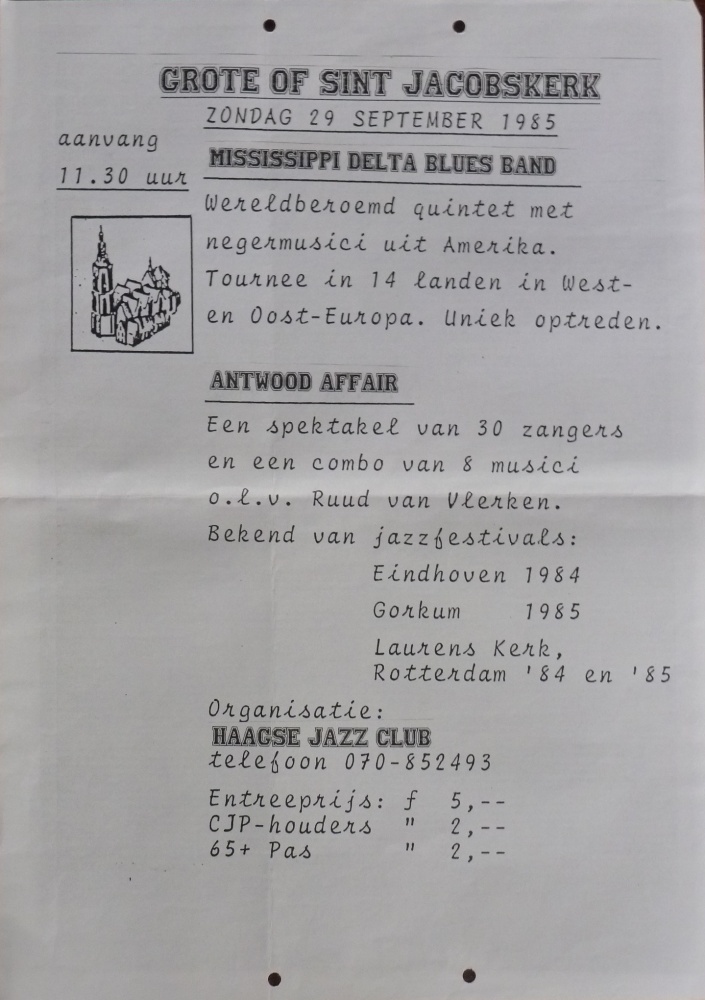 GROTE OF SINT JACOBSKERK
ZONDAG 29 SEPTEMBER 1985
aanvang
11.30 uur
MISSISSIPPI DELTA BLUES BAND
Wereldberoemd quintet met
negermusici uit Amerika.
Tournee in 14 landen in West-
en Oost-Europa. Uniek optreden.
ANTWOOD AFFAIR
Een spektakel van 30 zangers
en een combo van 8 musici
o.l.v. Ruud van Vlerken.
Bekend van jazzfestivals:
Eindhoven 1984
Gorkum 1985
Laurens Kerk,
Rotterdam '84 en '85
Organisatie:
HAAGSE JAZZ CLUB
telefoon 070-852493
Entreeprijs: f 5,--
CJP-houders " 2,--
65+ Pas " 2,--